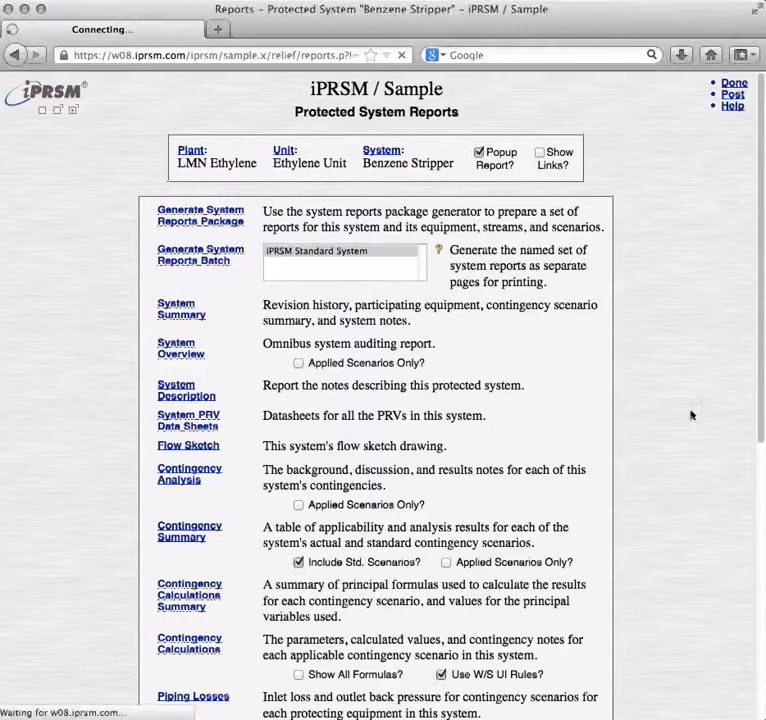 Reports - Protected System "Benzene Stripper" - iPRSM / Sample
Connecting...
https://w08.iprsm.com/iprsm/sample.x/relief/reports.p?l-
Google
iPRSM®
iPRSM / Sample
Protected System Reports
Done
Post
Help
Plant:
LMN Ethylene
Unit:
Ethylene Unit
System:
Benzene Stripper
Popup
Report?
Show
Links?
Generate System
Reports Package
Use the system reports package generator to prepare a set of
reports for this system and its equipment, streams, and scenarios.
Generate System
Reports Batch
iPRSM Standard System
Generate the named set of
system reports as separate
pages for printing.
System
Summary
Revision history, participating equipment, contingency scenario
summary, and system notes.
System
Overview
Omnibus system auditing report.
Applied Scenarios Only?
System
Description
Report the notes describing this protected system.
System PRV
Data Sheets
Datasheets for all the PRVs in this system.
Flow Sketch
This system's flow sketch drawing.
Contingency
Analysis
The background, discussion, and results notes for each of this
system's contingencies.
Applied Scenarios Only?
Contingency
Summary
A table of applicability and analysis results for each of the
system's actual and standard contingency scenarios.
Include Std. Scenarios?
Applied Scenarios Only?
Contingency
Calculations
Summary
A summary of principal formulas used to calculate the results
for each contingency scenario, and values for the principal
variables used.
Contingency
Calculations
The parameters, calculated values, and contingency notes for
each applicable contingency scenario in this system.
Show All Formulas?
Use W/S UI Rules?
Piping Losses
Inlet loss and outlet back pressure for contingency scenarios for
each protecting equipment in this system.
Waiting for w08.iprsm.com...